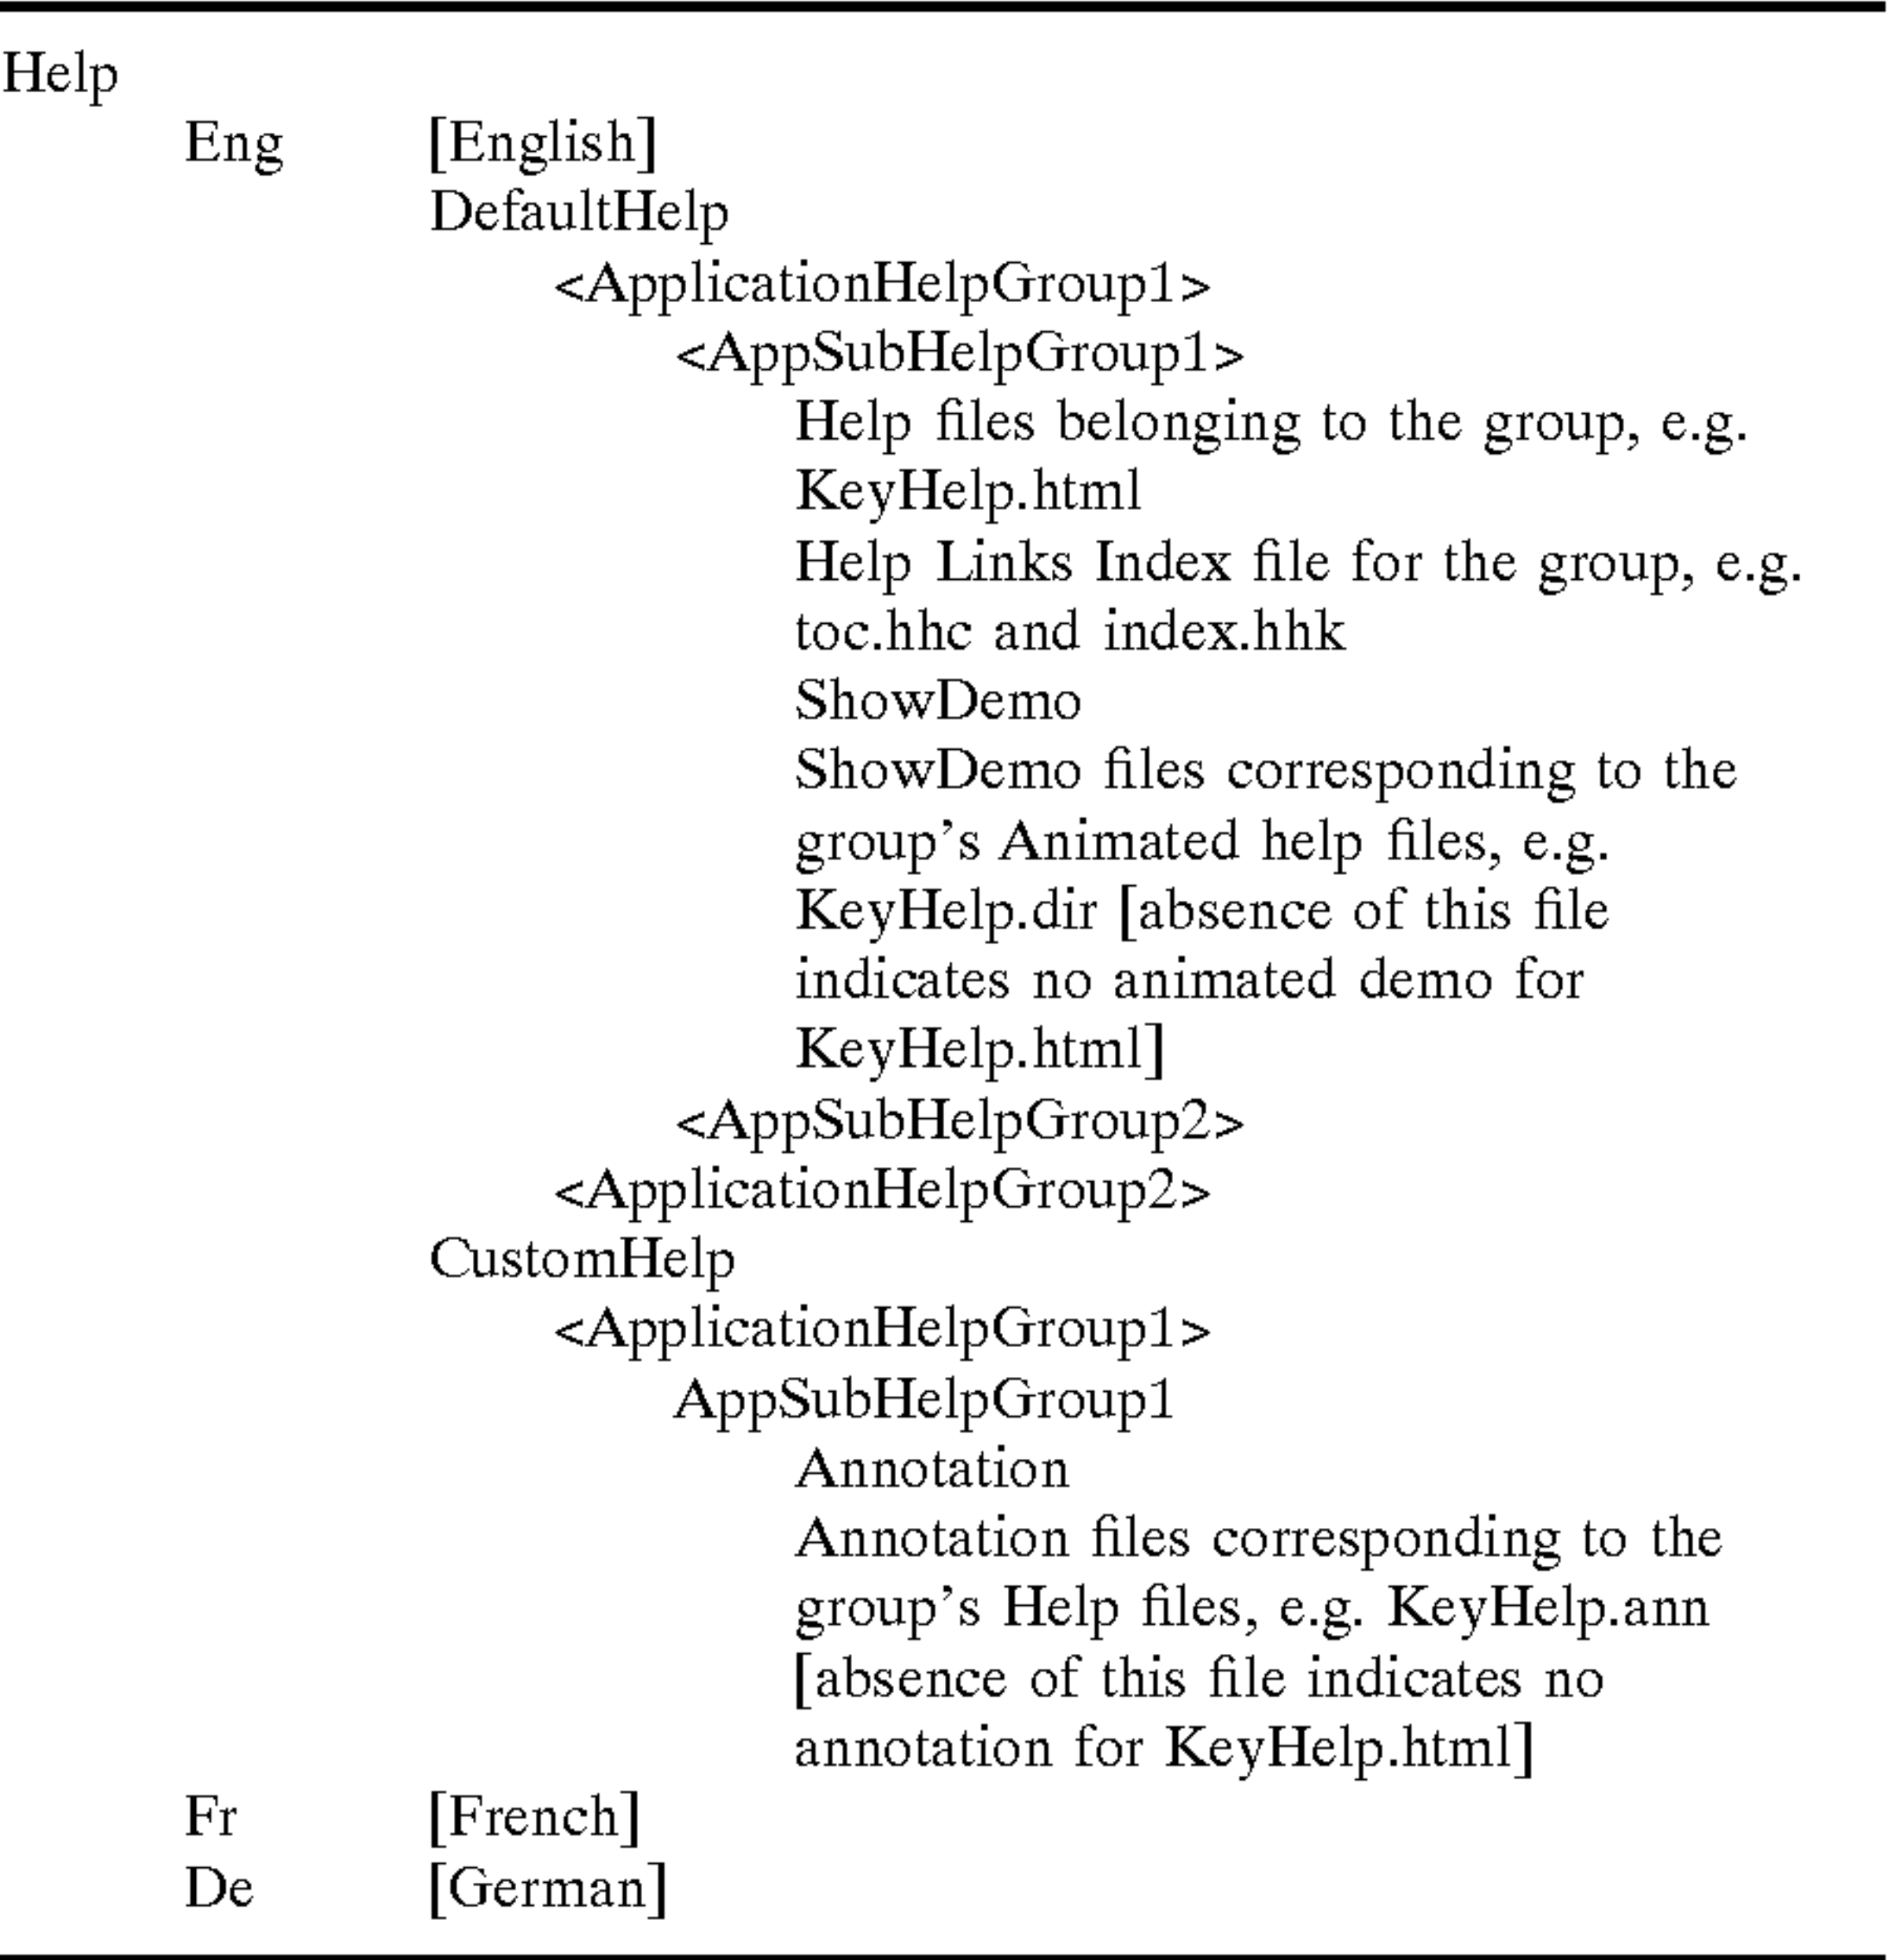 Help
Eng [English]
DefaultHelp
<ApplicationHelpGroup1>
<AppSubHelpGroup1>
Help files belonging to the group, e.g.
KeyHelp.html
Help Links Index file for the group, e.g.
toc.hhc and index.hhk
ShowDemo
ShowDemo files corresponding to the
group’s Animated help files, e.g.
KeyHelp.dir [absence of this file
indicates no animated demo for
KeyHelp.html]
<AppSubHelpGroup2>
<ApplicationHelpGroup2>
CustomHelp
<ApplicationHelpGroup1>
AppSubHelpGroup1
Annotation
Annotation files corresponding to the
group’s Help files, e.g. KeyHelp.ann
[absence of this file indicates no
annotation for KeyHelp.html]
Fr [French]
De [German]